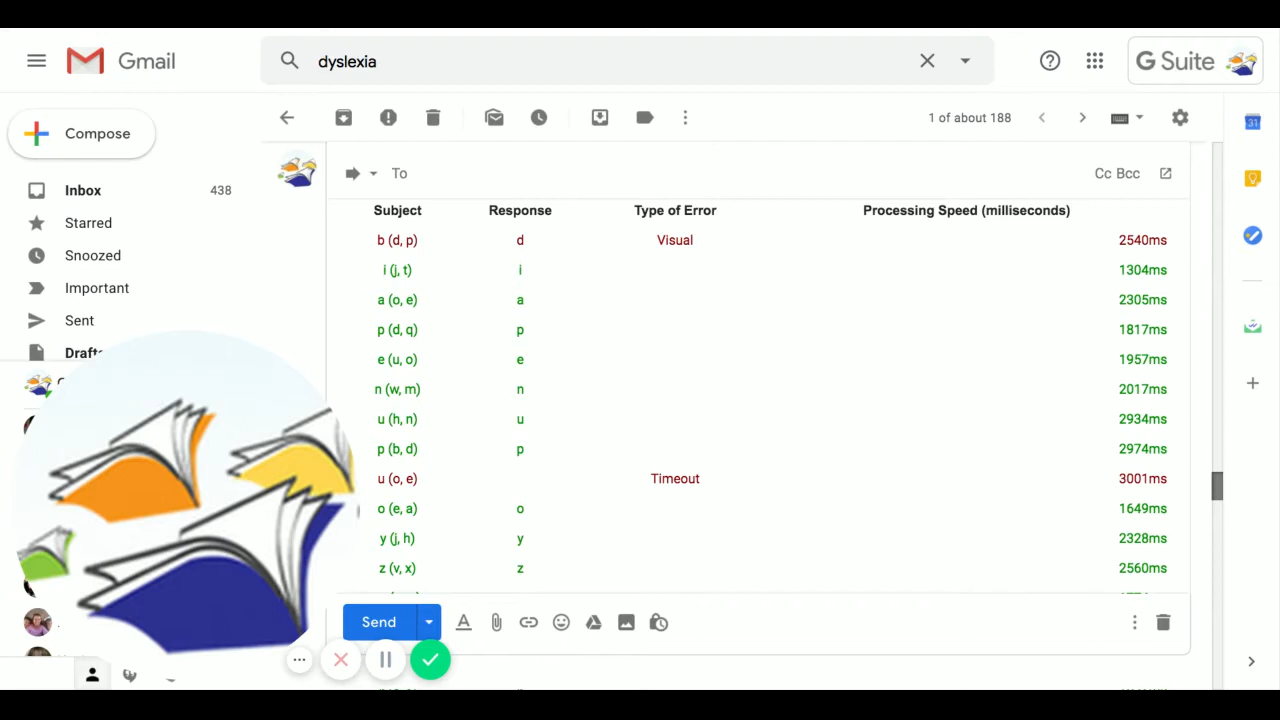 Gmail
dyslexia
G Suite
Compose
1 of about 188
31
Inbox 438
Starred
Snoozed
Important
Sent
Drafts
To
Cc Bcc
Subject Response Type of Error Processing Speed (milliseconds)
b (d, p) d Visual 2540ms
i (j, t) i 1304ms
a (o, e) a 2305ms
p (d, q) p 1817ms
e (u, o) e 1957ms
n (w, m) n 2017ms
u (h, n) u 2934ms
p (b, d) p 2974ms
u (o, e) Timeout 3001ms
o (e, a) o 1649ms
y (j, h) y 2328ms
z (v, x) z 2560ms
Send